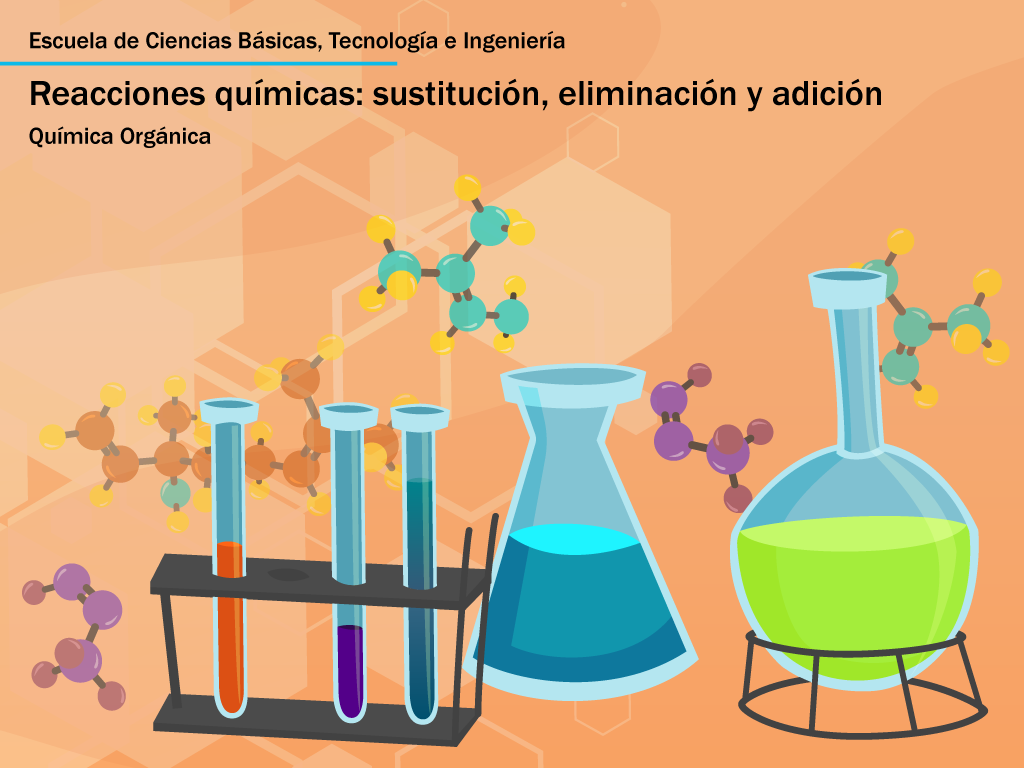 Escuela de Ciencias Básicas, Tecnología e Ingeniería
Reacciones químicas: sustitución, eliminación y adición
Química Orgánica